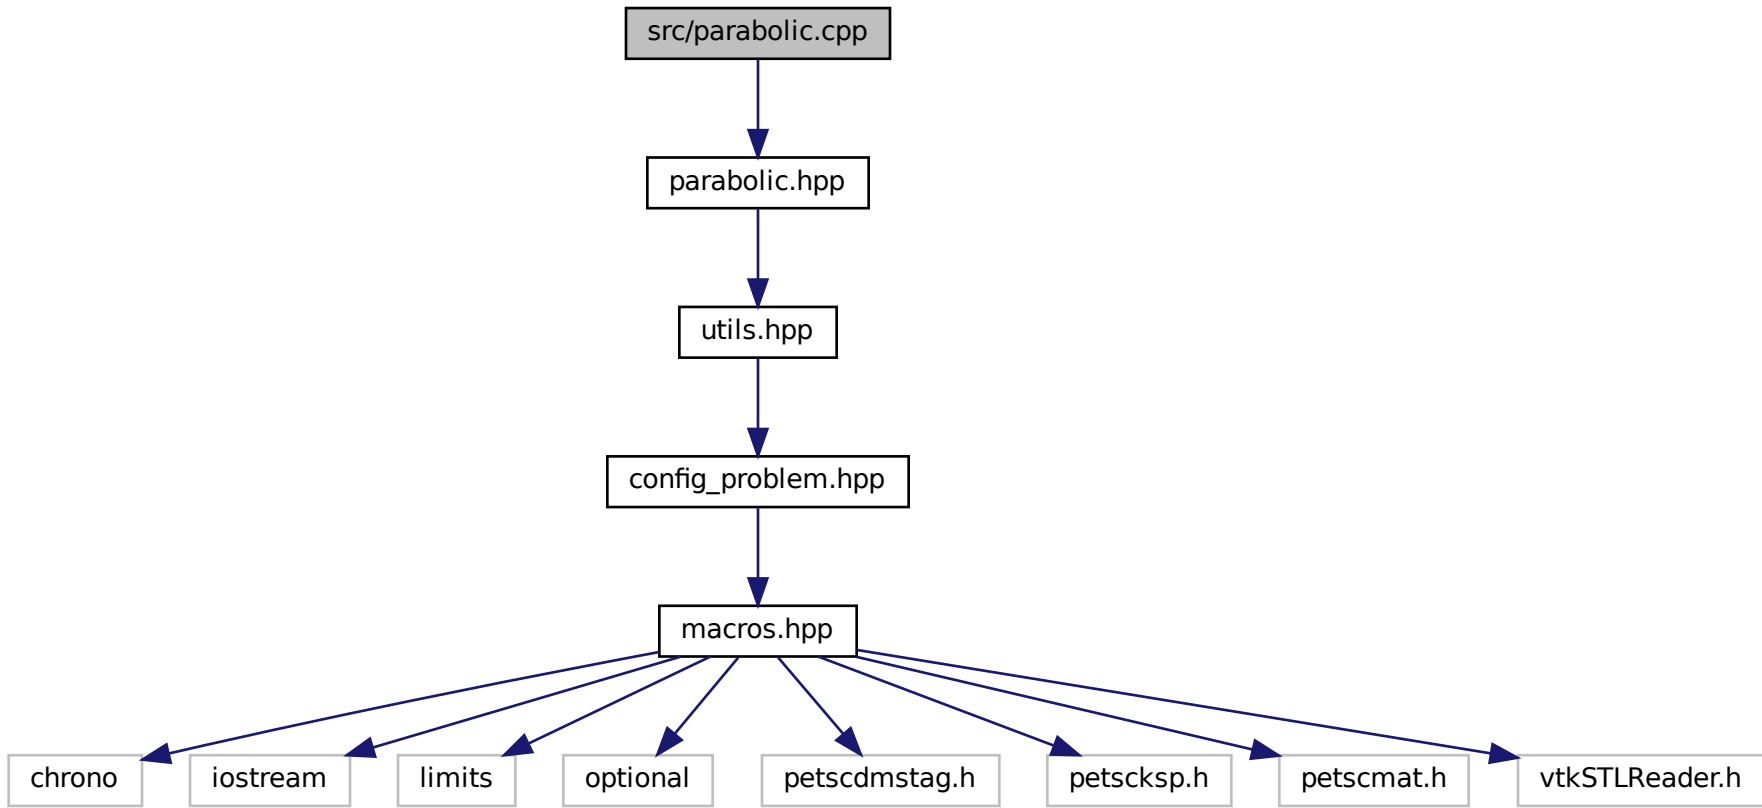 src/parabolic.cpp
parabolic.hpp
utils.hpp
config_problem.hpp
macros.hpp
chrono
iostream
limits
optional
petscdmstag.h
petscksp.h
petscmat.h
vtkSTLReader.h